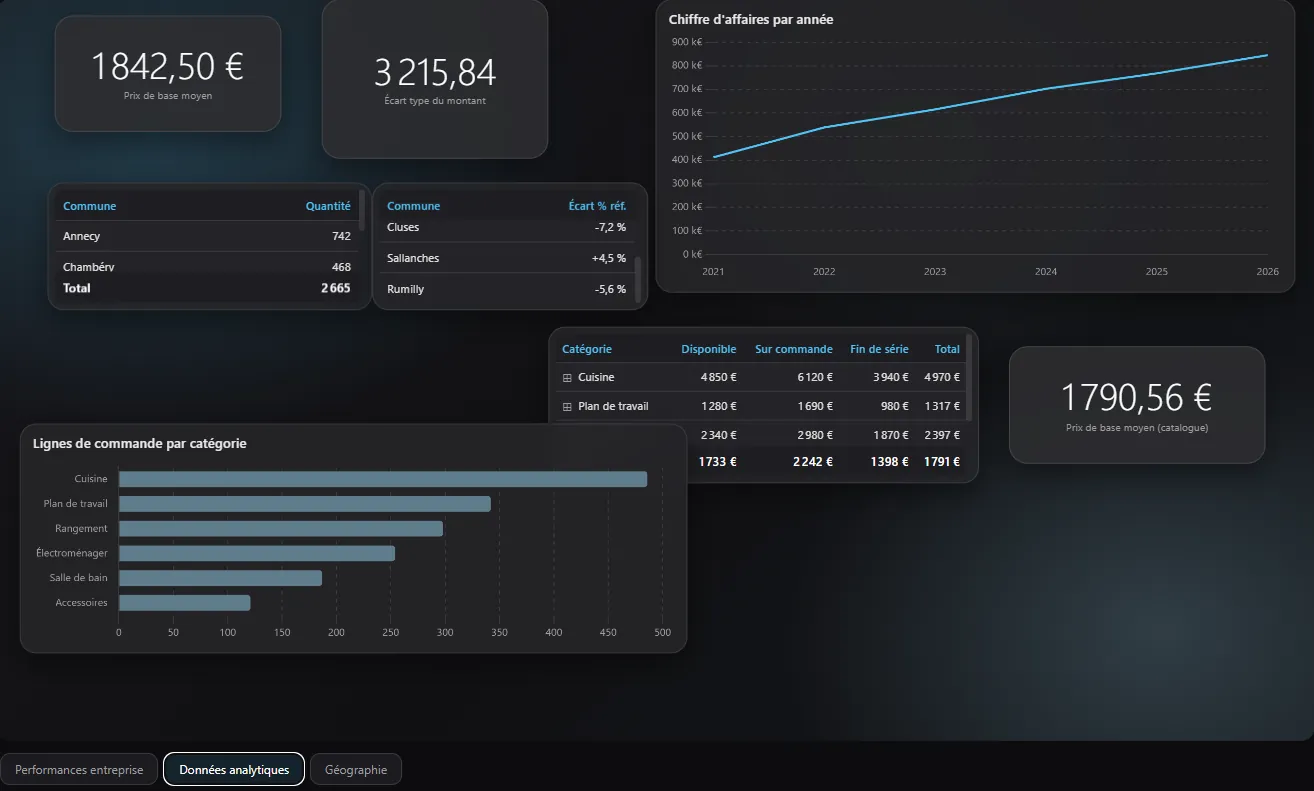 1842,50 €
Prix de base moyen
3 215,84
Écart type du montant
Chiffre d'affaires par année
900 k€
800 k€
700 k€
600 k€
500 k€
400 k€
300 k€
200 k€
100 k€
0 k€
2021 2022 2023 2024 2025 2026
Commune Quantité
Annecy 742
Chambéry 468
Total 2 665
Commune Écart % réf.
Cluses -7,2 %
Sallanches +4,5 %
Rumilly -5,6 %
Catégorie Disponible Sur commande Fin de série Total
Cuisine 4 850 € 6 120 € 3 940 € 4 970 €
Plan de travail 1 280 € 1 690 € 980 € 1 317 €
2 340 € 2 980 € 1 870 € 2 397 €
1733 € 2 242 € 1398 € 1791 €
1790,56 €
Prix de base moyen (catalogue)
Lignes de commande par catégorie
Cuisine
Plan de travail
Rangement
Électroménager
Salle de bain
Accessoires
0 50 100 150 200 250 300 350 400 450 500
Performances entreprise Données analytiques Géographie